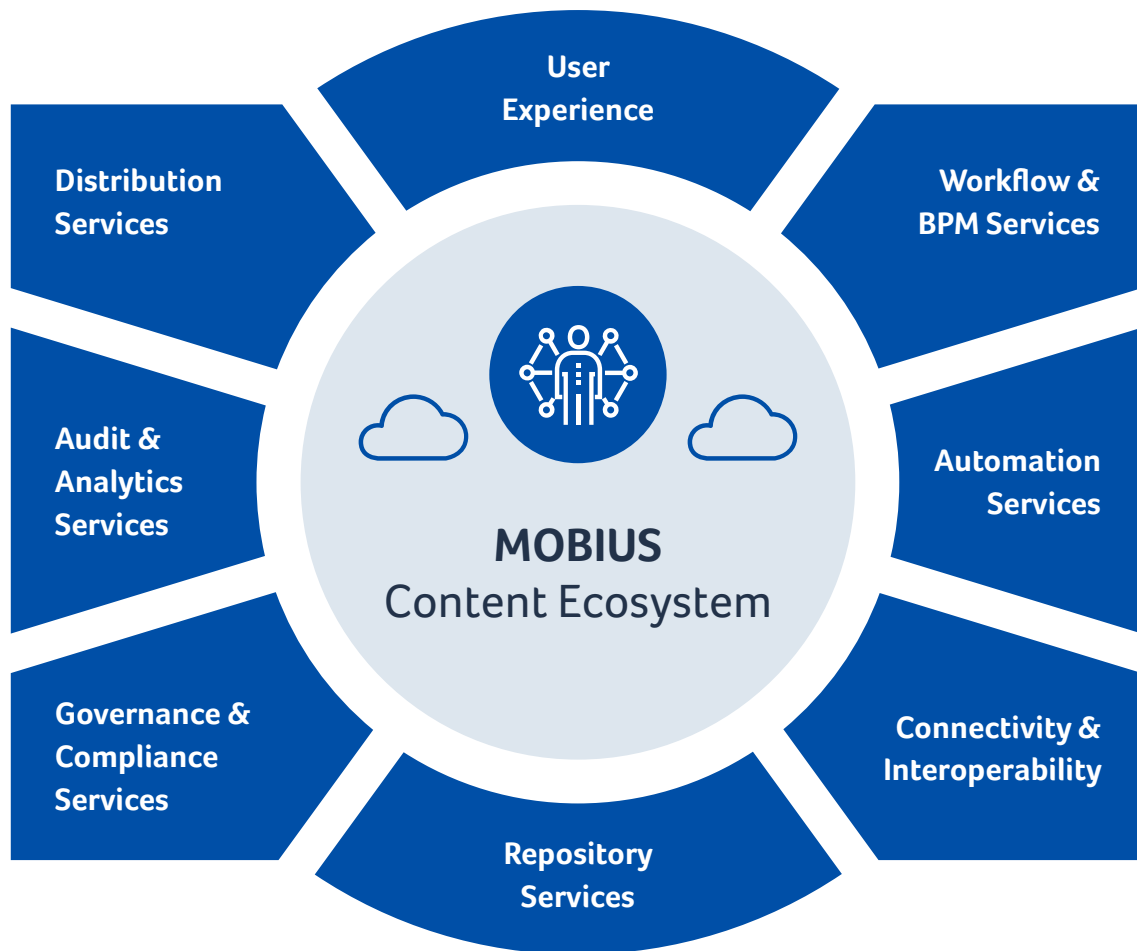 User
Experience
Distribution
Services
Workflow &
BPM Services
Audit &
Analytics
Services
Automation
Services
MOBIUS
Content Ecosystem
Governance &
Compliance
Services
Connectivity &
Interoperability
Repository
Services